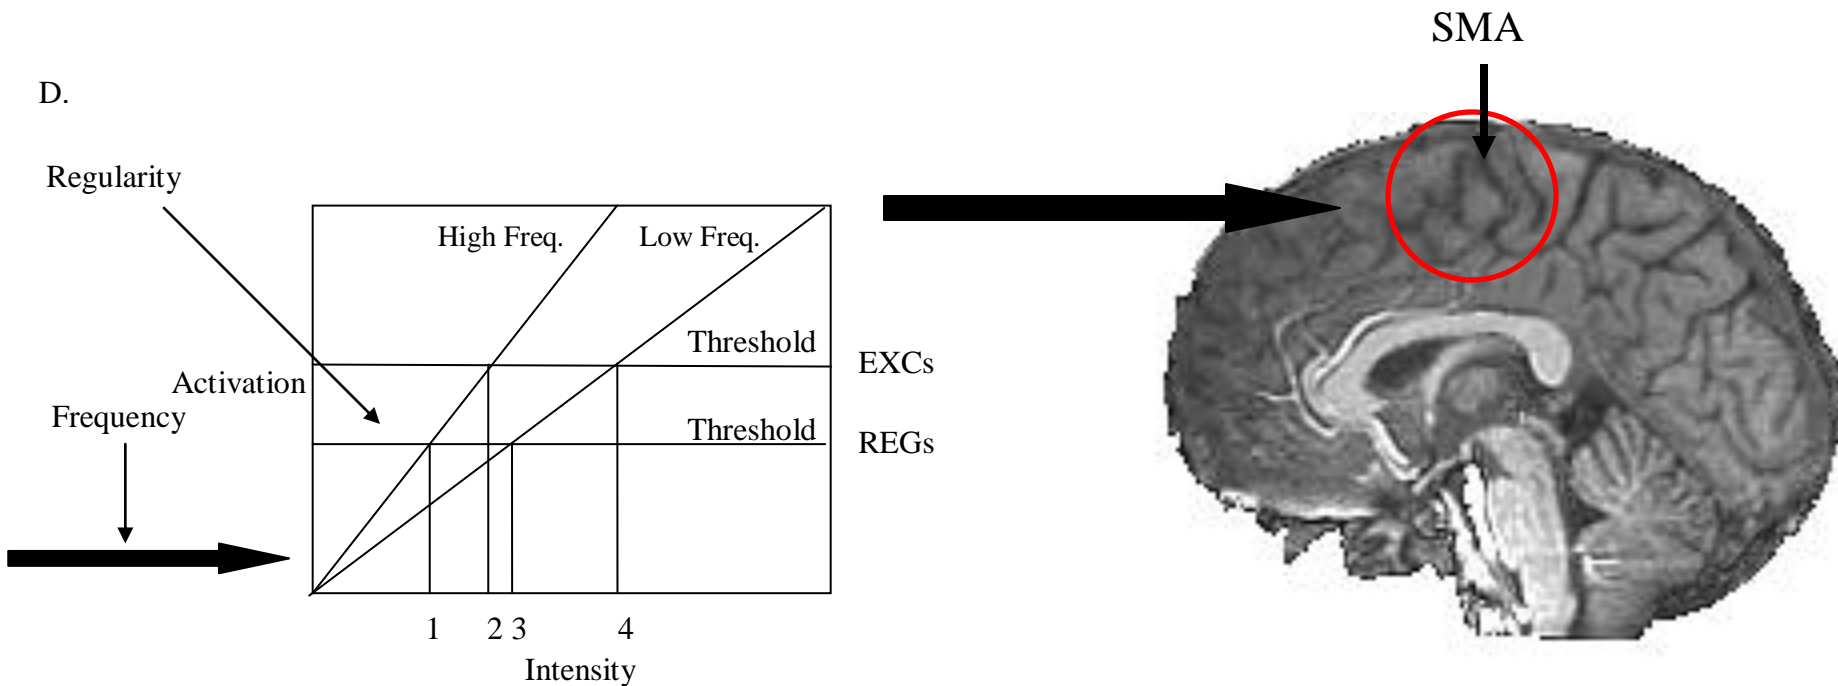 SMA
D.
Regularity
High Freq.
Low Freq.
Threshold
EXCs
Activation
Frequency
Threshold
REGs
1 2 3 4
Intensity